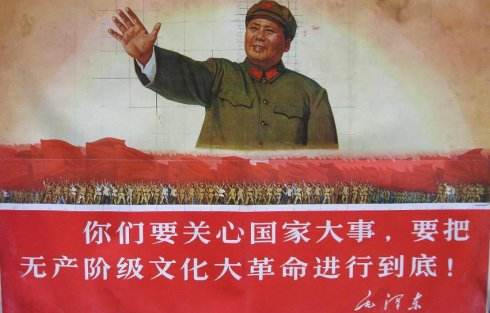 你们要关心国家大事，要把
无产阶级文化大革命进行到底！
毛泽东